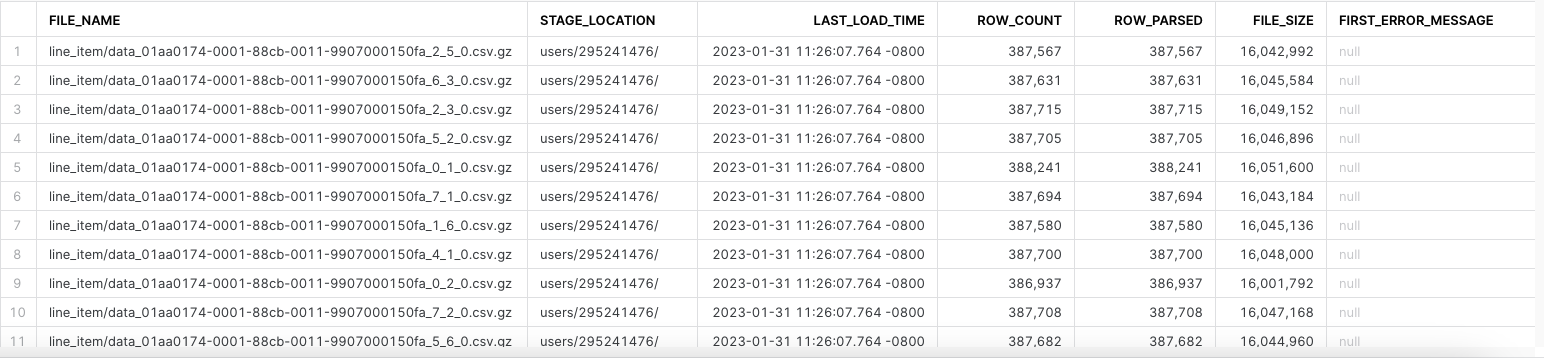 FILE_NAME STAGE_LOCATION LAST_LOAD_TIME ROW_COUNT ROW_PARSED FILE_SIZE FIRST_ERROR_MESSAGE
1 line_item/data_01aa0174-0001-88cb-0011-9907000150fa_2_5_0.csv.gz users/295241476/ 2023-01-31 11:26:07.764 -0800 387,567 387,567 16,042,992 null
2 line_item/data_01aa0174-0001-88cb-0011-9907000150fa_6_3_0.csv.gz users/295241476/ 2023-01-31 11:26:07.764 -0800 387,631 387,631 16,045,584 null
3 line_item/data_01aa0174-0001-88cb-0011-9907000150fa_2_3_0.csv.gz users/295241476/ 2023-01-31 11:26:07.764 -0800 387,715 387,715 16,049,152 null
4 line_item/data_01aa0174-0001-88cb-0011-9907000150fa_5_2_0.csv.gz users/295241476/ 2023-01-31 11:26:07.764 -0800 387,705 387,705 16,046,896 null
5 line_item/data_01aa0174-0001-88cb-0011-9907000150fa_0_1_0.csv.gz users/295241476/ 2023-01-31 11:26:07.764 -0800 388,241 388,241 16,051,600 null
6 line_item/data_01aa0174-0001-88cb-0011-9907000150fa_7_1_0.csv.gz users/295241476/ 2023-01-31 11:26:07.764 -0800 387,694 387,694 16,043,184 null
7 line_item/data_01aa0174-0001-88cb-0011-9907000150fa_1_6_0.csv.gz users/295241476/ 2023-01-31 11:26:07.764 -0800 387,580 387,580 16,045,136 null
8 line_item/data_01aa0174-0001-88cb-0011-9907000150fa_4_1_0.csv.gz users/295241476/ 2023-01-31 11:26:07.764 -0800 387,700 387,700 16,048,000 null
9 line_item/data_01aa0174-0001-88cb-0011-9907000150fa_0_2_0.csv.gz users/295241476/ 2023-01-31 11:26:07.764 -0800 386,937 386,937 16,001,792 null
10 line_item/data_01aa0174-0001-88cb-0011-9907000150fa_7_2_0.csv.gz users/295241476/ 2023-01-31 11:26:07.764 -0800 387,708 387,708 16,047,168 null
11 line_item/data_01aa0174-0001-88cb-0011-9907000150fa_5_6_0.csv.gz users/295241476/ 2023-01-31 11:26:07.764 -0800 387,682 387,682 16,044,960 null